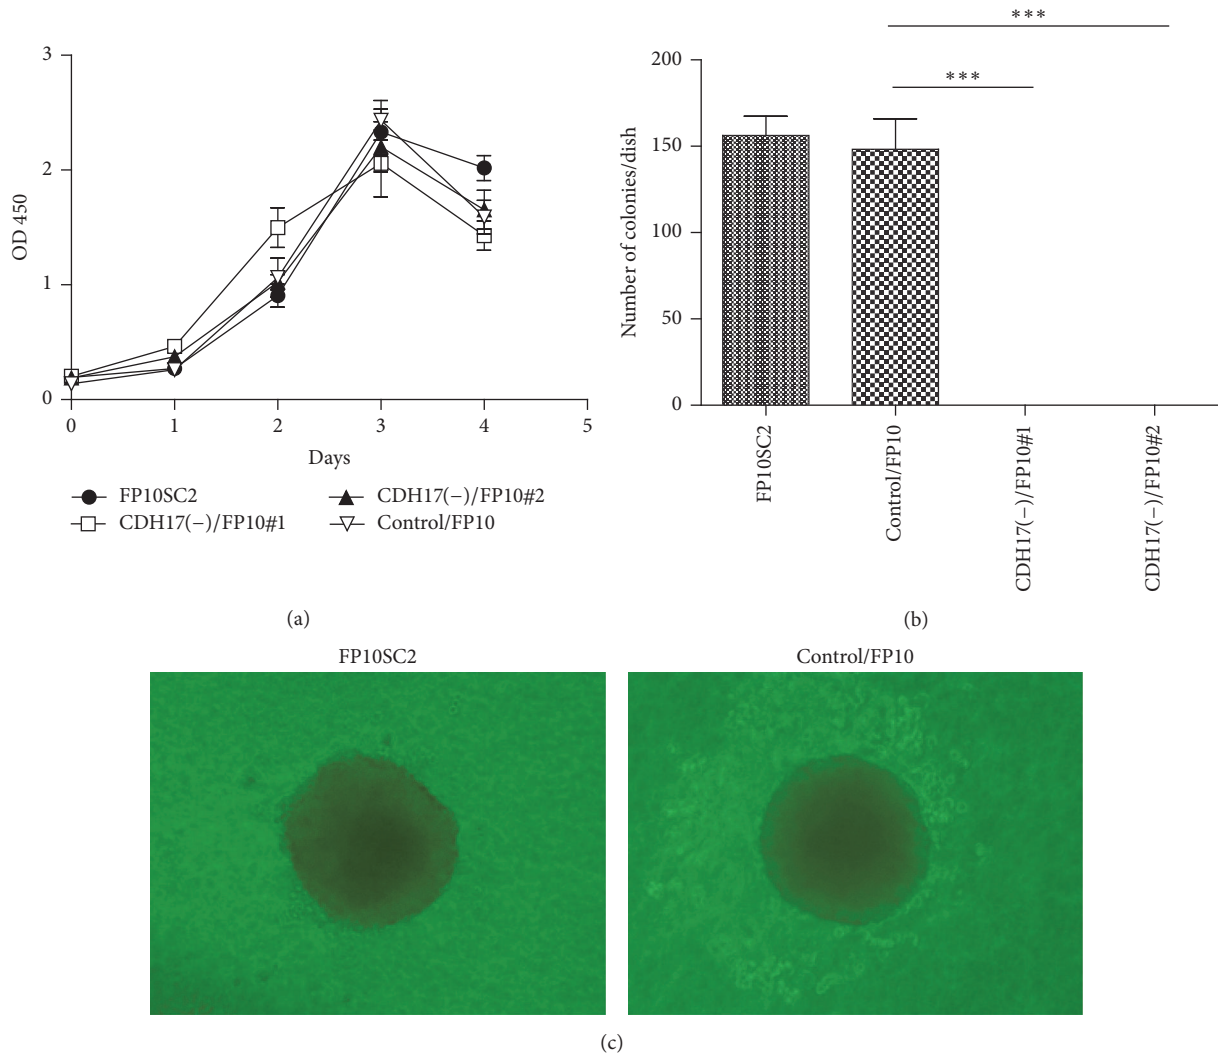 3
2
1
0
OD 450
0
1
2
3
4
5
Days
FP10SC2
CDH17(−)/FP10#1
CDH17(−)/FP10#2
Control/FP10
(a)
***
***
200
150
100
50
0
Number of colonies/dish
FP10SC2
Control/FP10
CDH17(−)/FP10#1
CDH17(−)/FP10#2
(b)
FP10SC2
Control/FP10
(c)